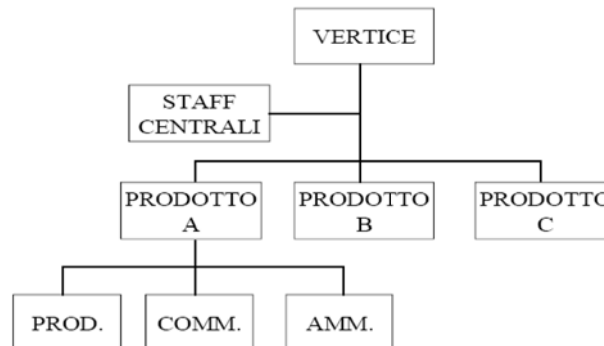 VERTICE
STAFF
CENTRALI
PRODOTTO
A
PRODOTTO
B
PRODOTTO
C
PROD.
COMM.
AMM.